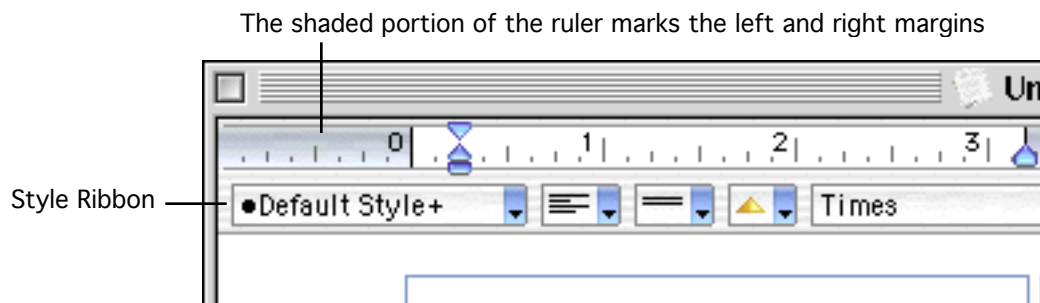 The shaded portion of the ruler marks the left and right margins
Un
0 1 2 3
Style Ribbon
•Default Style+ Times